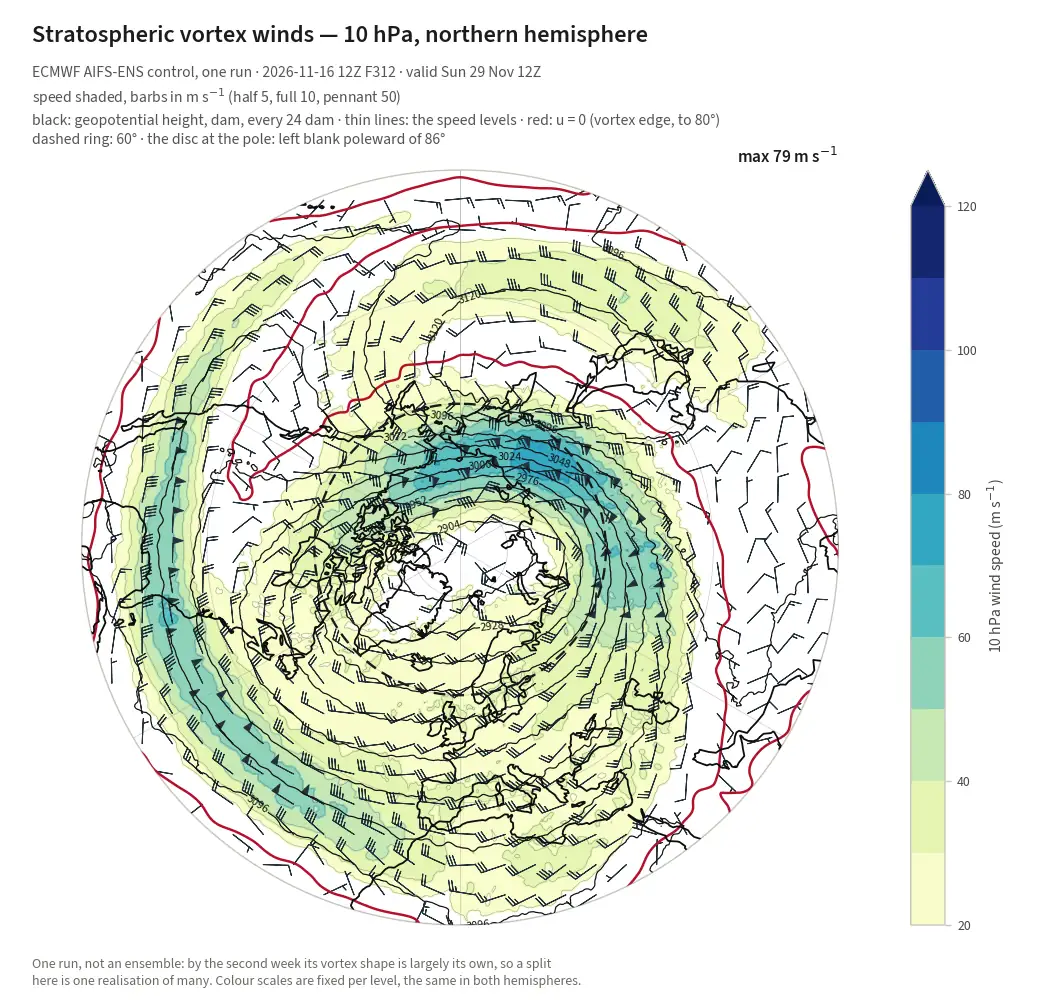 Stratospheric vortex winds — 10 hPa, northern hemisphere
ECMWF AIFS-ENS control, one run · 2026-11-16 12Z F312 · valid Sun 29 Nov 12Z
speed shaded, barbs in m s⁻¹ (half 5, full 10, pennant 50)
black: geopotential height, dam, every 24 dam · thin lines: the speed levels · red: u = 0 (vortex edge, to 80°)
dashed ring: 60° · the disc at the pole: left blank poleward of 86°
max 79 m s⁻¹
120
100
80
60
40
20
10 hPa wind speed (m s⁻¹)
3096
3120
3120
3096
3072
3024
3048
3000
2976
2952
2904
2928
3096
3096
One run, not an ensemble: by the second week its vortex shape is largely its own, so a split
here is one realisation of many. Colour scales are fixed per level, the same in both hemispheres.